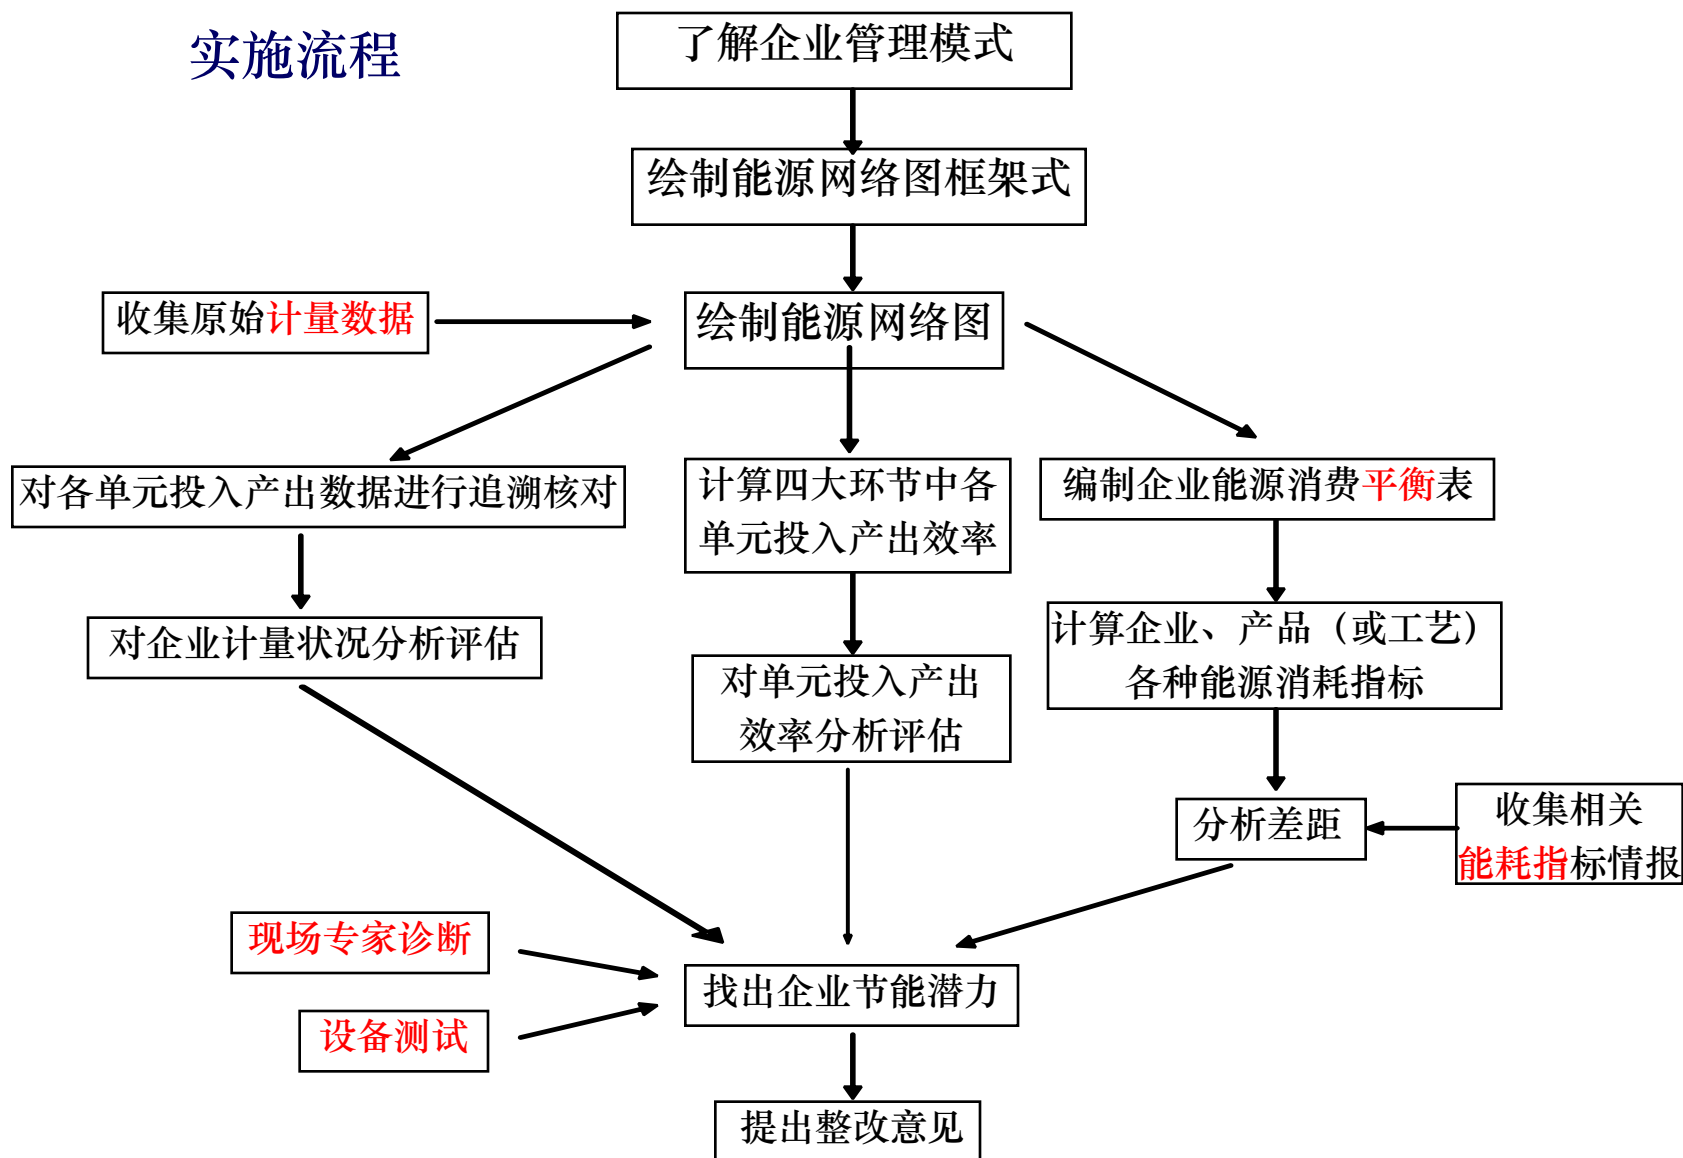 实施流程
了解企业管理模式
绘制能源网络图框架式
收集原始计量数据
绘制能源网络图
对各单元投入产出数据进行追溯核对
计算四大环节中各
单元投入产出效率
编制企业能源消费平衡表
对企业计量状况分析评估
对单元投入产出
效率分析评估
计算企业、产品（或工艺）
各种能源消耗指标
分析差距
收集相关
能耗指标情报
现场专家诊断
设备测试
找出企业节能潜力
提出整改意见